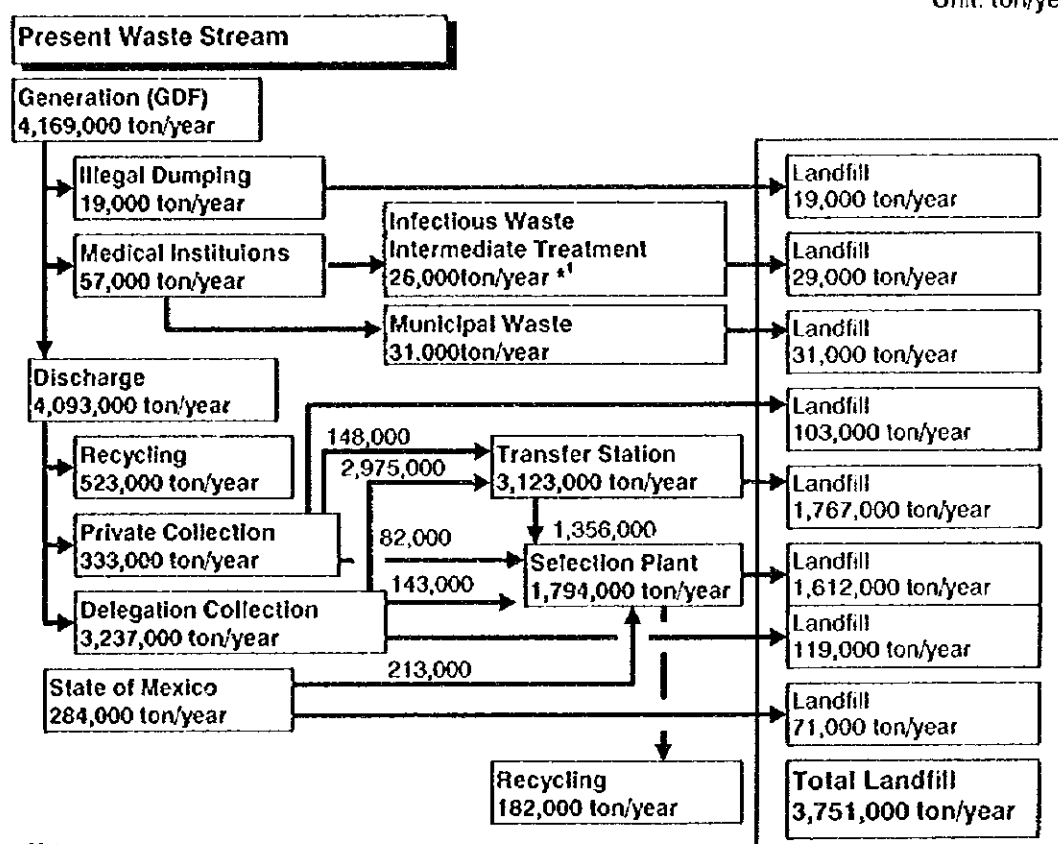 Unit: ton/ye
Present Waste Stream
Generation (GDF)
4,169,000 ton/year
Illegal Dumping
19,000 ton/year
Landfill
19,000 ton/year
Medical Instituions
57,000 ton/year
Infectious Waste
Intermediate Treatment
26,000ton/year *1
Landfill
29,000 ton/year
Municipal Waste
31.000ton/year
Landfill
31,000 ton/year
Discharge
4,093,000 ton/year
Landfill
103,000 ton/year
Recycling
523,000 ton/year
148,000
2,975,000
Transfer Station
3,123,000 ton/year
Landfill
1,767,000 ton/year
Private Collection
333,000 ton/year
82,000
1,356,000
Selection Plant
1,794,000 ton/year
Landfill
1,612,000 ton/year
Delegation Collection
3,237,000 ton/year
143,000
Landfill
119,000 ton/year
State of Mexico
284,000 ton/year
213,000
Landfill
71,000 ton/year
Recycling
182,000 ton/year
Total Landfill
3,751,000 ton/year